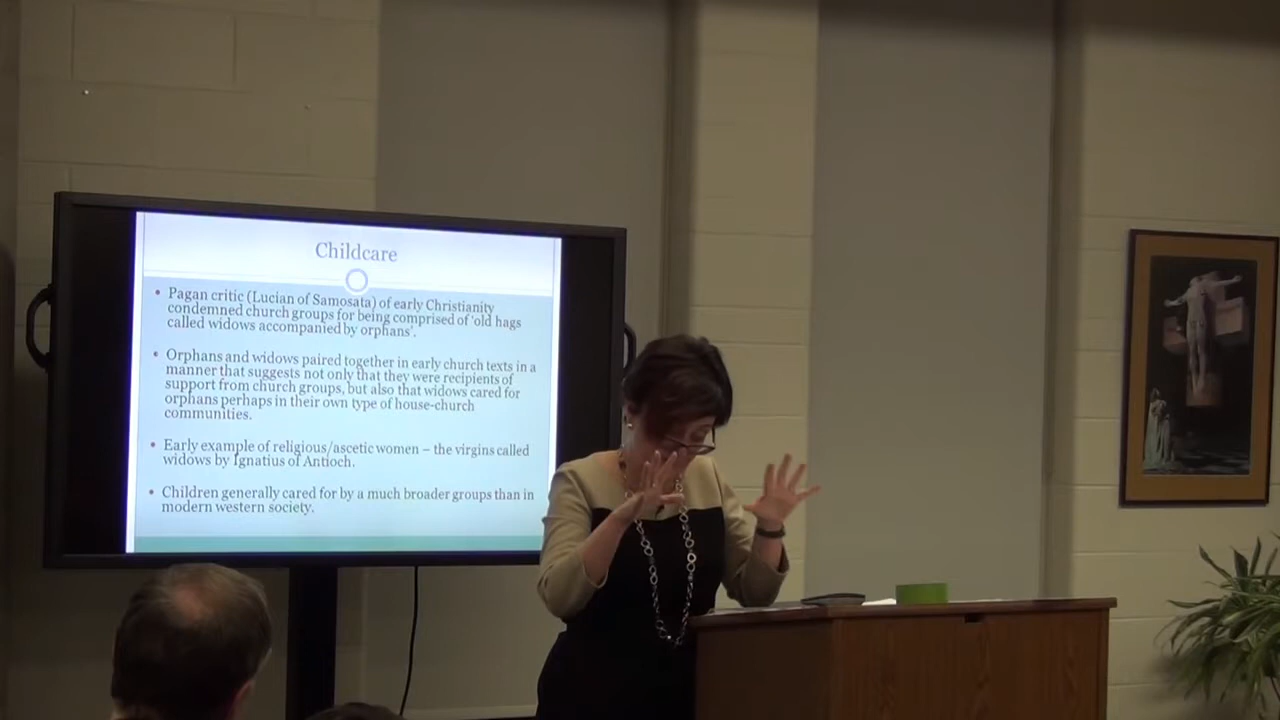 Childcare
• Pagan critic (Lucian of Samosata) of early Christianity
condemned church groups for being comprised of 'old hags
called widows accompanied by orphans'.
• Orphans and widows paired together in early church texts in a
manner that suggests not only that they were recipients of
support from church groups, but also that widows cared for
orphans perhaps in their own type of house-church
communities.
• Early example of religious/ascetic women – the virgins called
widows by Ignatius of Antioch.
• Children generally cared for by a much broader groups than in
modern western society.